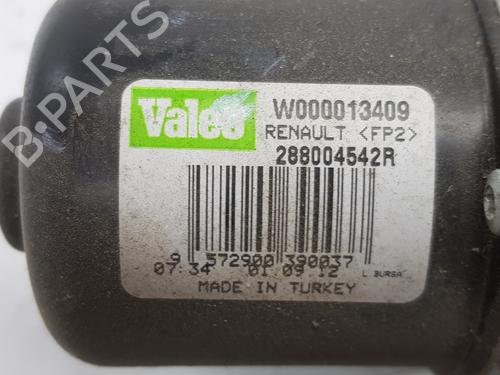 B-PARTS
Valeo
W000013409
RENAULT <FP2>
288004542R
9 572900 390037
07:34 01.09.12 L.BURSA
MADE IN TURKEY